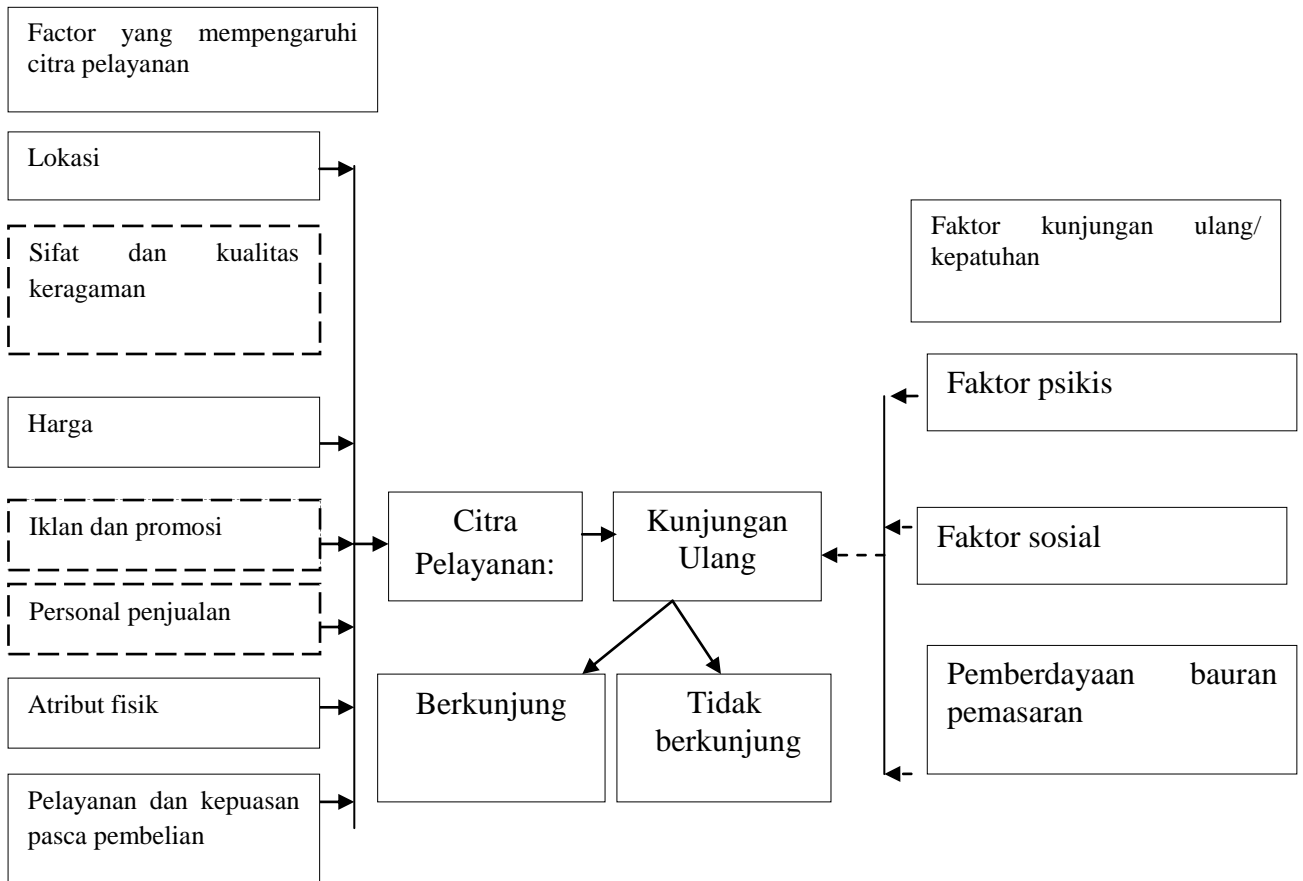 Factor yang mempengaruhi
citra pelayanan
Lokasi
Sifat dan kualitas
keragaman
Harga
Iklan dan promosi
Personal penjualan
Atribut fisik
Pelayanan dan kepuasan
pasca pembelian
Citra
Pelayanan:
Kunjungan
Ulang
Berkunjung
Tidak
berkunjung
Faktor kunjungan ulang/
kepatuhan
Faktor psikis
Faktor sosial
Pemberdayaan bauran
pemasaran